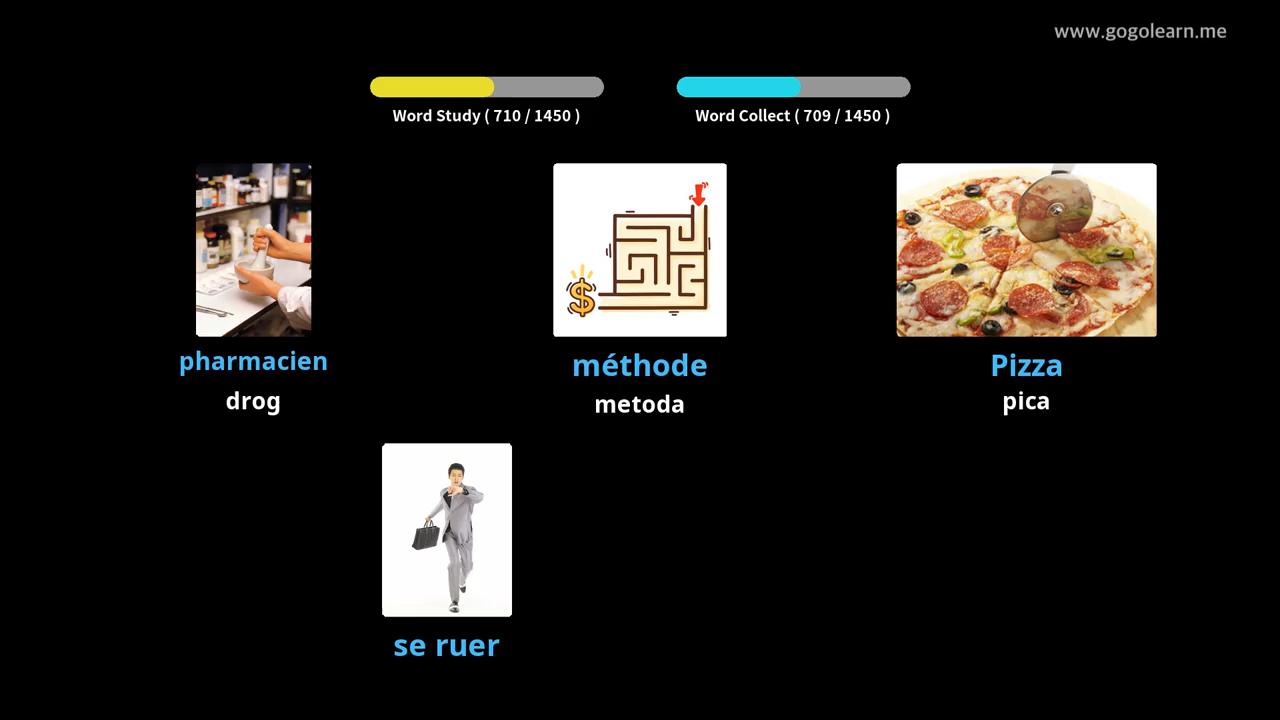 www.gogolearn.me
Word Study ( 710 / 1450 )
Word Collect ( 709 / 1450 )
pharmacien
drog
méthode
metoda
Pizza
pica
se ruer